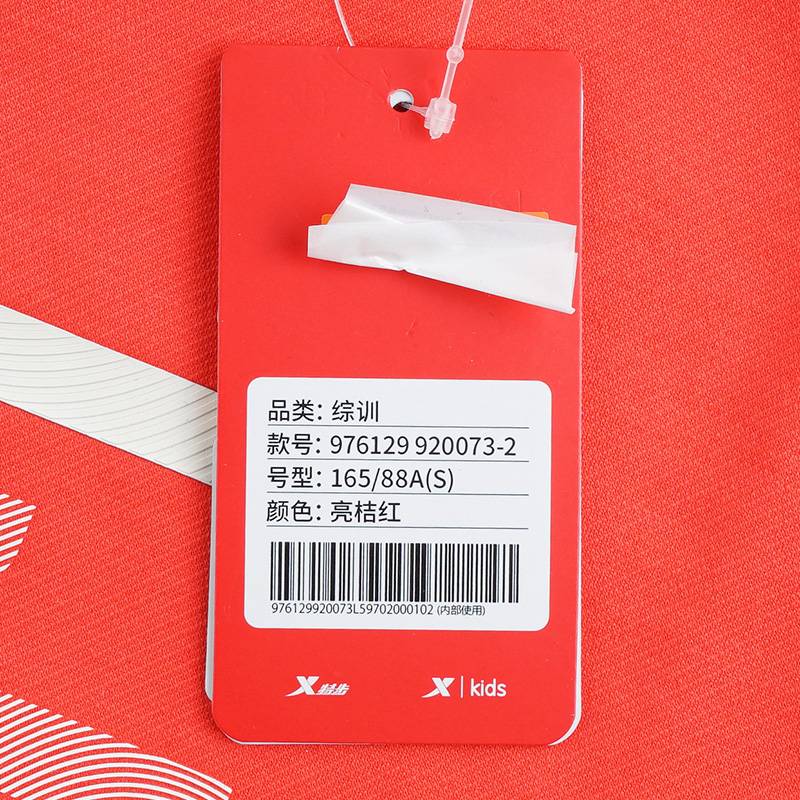 品类：综训
款号：976129 920073-2
号型：165/88A(S)
颜色：亮桔红
976129920073L59702000102 (内部使用)
X特步
X | kids